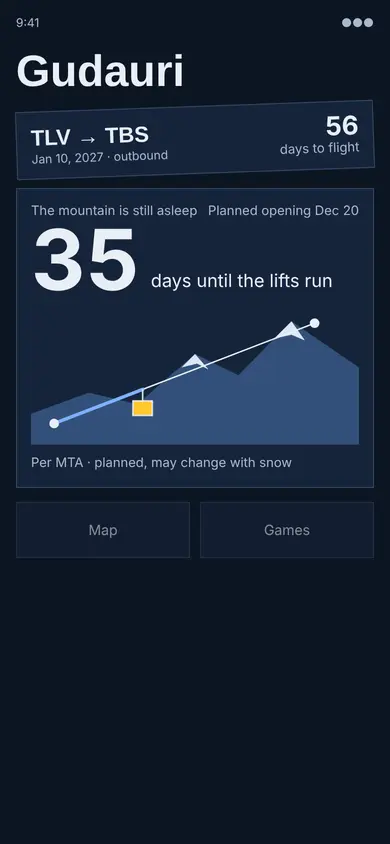 9:41
Gudauri
TLV → TBS
Jan 10, 2027 · outbound
56
days to flight
The mountain is still asleep Planned opening Dec 20
35 days until the lifts run
Per MTA · planned, may change with snow
Map
Games